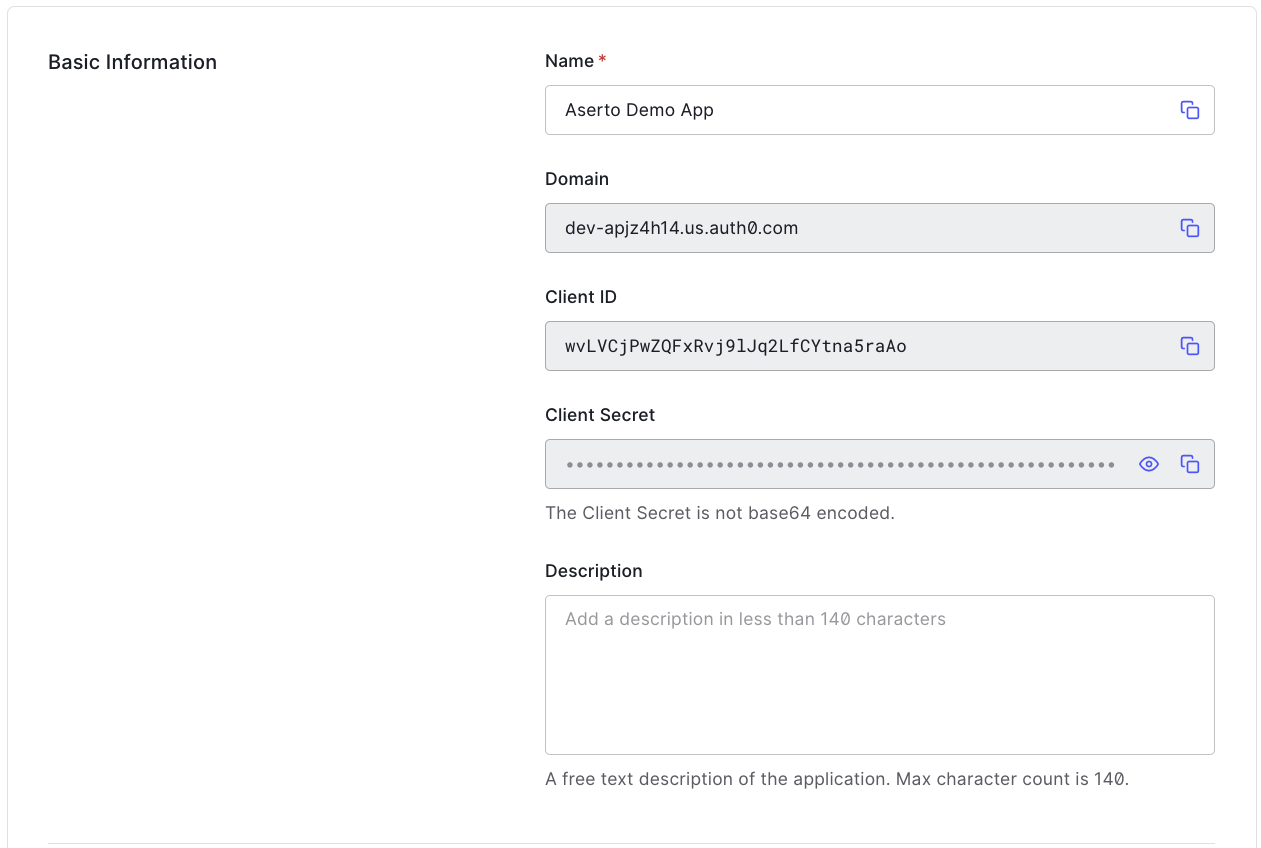 Basic Information
Name *
Aserto Demo App
Domain
dev-apjz4h14.us.auth0.com
Client ID
wvLVCjPwZQFxRvj9lJq2LfCYtna5raAo
Client Secret
•••••••••••••••••••••••••••••••••••••••••••••••••••••••
The Client Secret is not base64 encoded.
Description
Add a description in less than 140 characters
A free text description of the application. Max character count is 140.